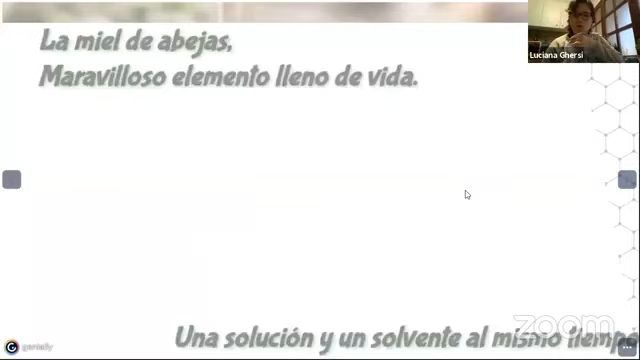 La miel de abejas,
Maravilloso elemento lleno de vida.
Luciana Ghersi
Una solución y un solvente al mismo tiempo
zoom
genially